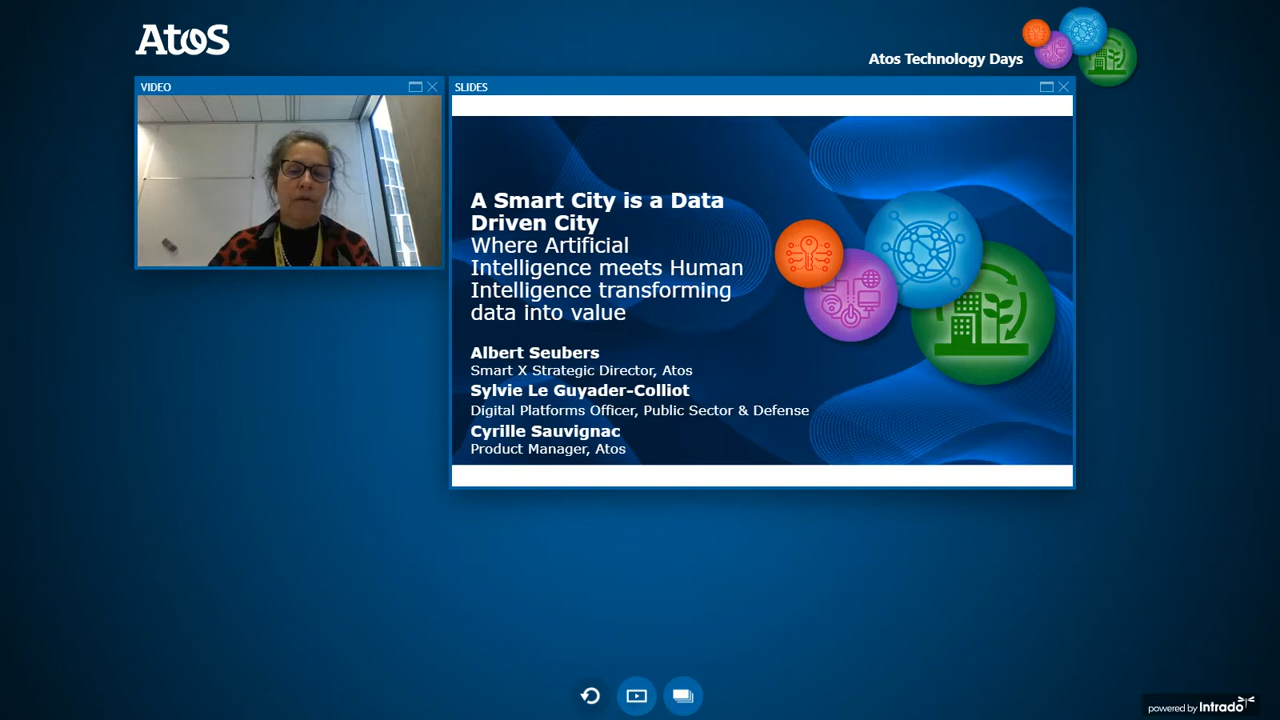 Atos
Atos Technology Days
VIDEO
SLIDES
A Smart City is a Data
Driven City
Where Artificial
Intelligence meets Human
Intelligence transforming
data into value
Albert Seubers
Smart X Strategic Director, Atos
Sylvie Le Guyader-Colliot
Digital Platforms Officer, Public Sector & Defense
Cyrille Sauvignac
Product Manager, Atos
powered by Intrado